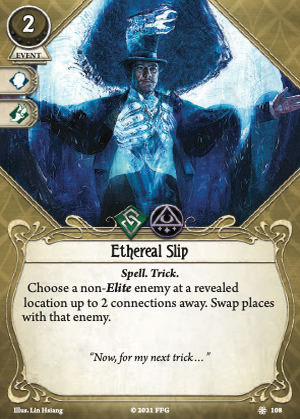 2
EVENT
Ethereal Slip
Spell. Trick.
Choose a non-Elite enemy at a revealed
location up to 2 connections away. Swap places
with that enemy.
“Now, for my next trick…”
Illus. Lin Hsiang
© 2021 FFG
108